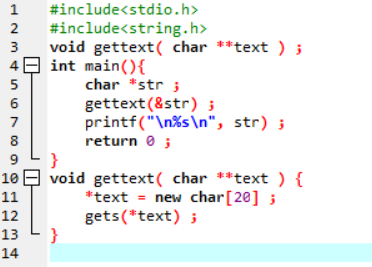 1 #include<stdio.h>
2 #include<string.h>
3 void gettext( char **text ) ;
4 int main(){
5 char *str ;
6 gettext(&str) ;
7 printf("\n%s\n", str) ;
8 return 0 ;
9 }
10 void gettext( char **text ) {
11 *text = new char[20] ;
12 gets(*text) ;
13 }
14